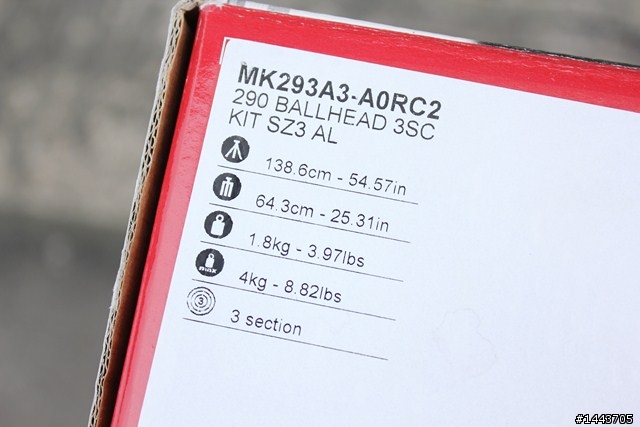 MK293A3-A0RC2
290 BALLHEAD 3SC
KIT SZ3 AL
138.6cm - 54.57in
64.3cm - 25.31in
1.8kg - 3.97lbs
max
4kg - 8.82lbs
3
3 section
#1443705